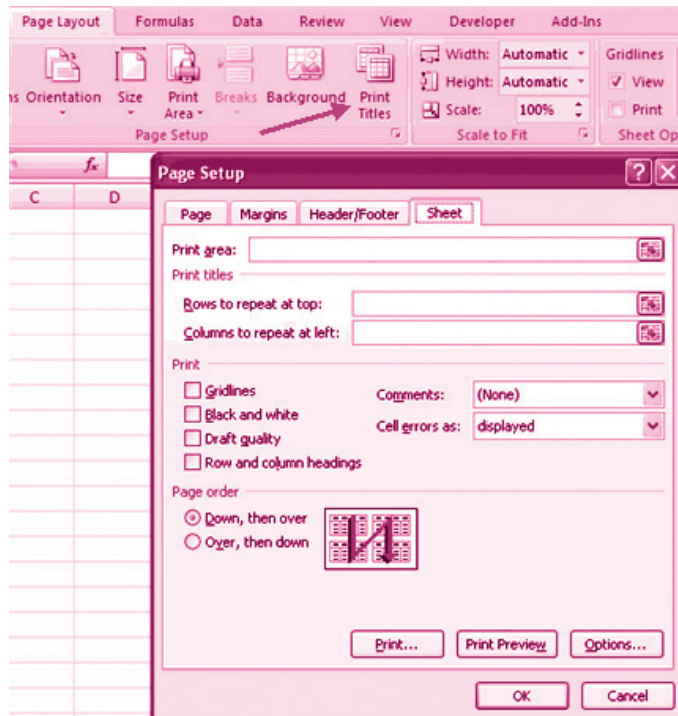 Page Layout Formulas Data Review View Developer Add-Ins
Orientation Size Print Area Breaks Background Print Titles
Width: Automatic
Height: Automatic
Scale: 100%
Gridlines
View
Print
Page Setup Scale to Fit Sheet Op
fx
C D
Page Setup
Page Margins Header/Footer Sheet
Print area:
Print titles
Rows to repeat at top:
Columns to repeat at left:
Print
Gridlines Comments: (None)
Black and white Cell errors as: displayed
Draft quality
Row and column headings
Page order
Down, then over
Over, then down
Print... Print Preview Options...
OK Cancel